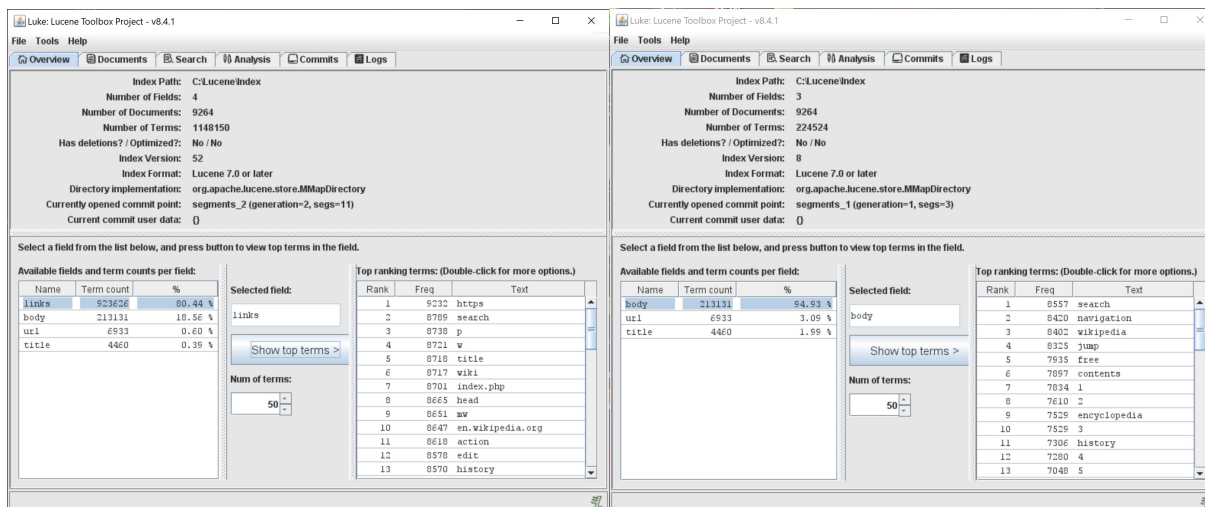 Luke: Lucene Toolbox Project - v8.4.1
File Tools Help
Overview Documents Search Analysis Commits Logs
Index Path: C:\Lucene\Index
Number of Fields: 4
Number of Documents: 9264
Number of Terms: 1148150
Has deletions? / Optimized?: No / No
Index Version: 52
Index Format: Lucene 7.0 or later
Directory implementation: org.apache.lucene.store.MMapDirectory
Currently opened commit point: segments_2 (generation=2, segs=11)
Current commit user data: {}
Select a field from the list below, and press button to view top terms in the field.
Available fields and term counts per field:
Name Term count %
links 923626 80.44 %
body 213131 18.56 %
url 6933 0.60 %
title 4460 0.39 %
Selected field:
links
Show top terms >
Num of terms:
50
Top ranking terms: (Double-click for more options.)
Rank Freq Text
1 9232 https
2 8789 search
3 8738 p
4 8721 w
5 8718 title
6 8717 wiki
7 8701 index.php
8 8665 head
9 8651 mw
10 8647 en.wikipedia.org
11 8618 action
12 8578 edit
13 8570 history
Luke: Lucene Toolbox Project - v8.4.1
File Tools Help
Overview Documents Search Analysis Commits Logs
Index Path: C:\Lucene\Index
Number of Fields: 3
Number of Documents: 9264
Number of Terms: 224524
Has deletions? / Optimized?: No / No
Index Version: 8
Index Format: Lucene 7.0 or later
Directory implementation: org.apache.lucene.store.MMapDirectory
Currently opened commit point: segments_1 (generation=1, segs=3)
Current commit user data: {}
Select a field from the list below, and press button to view top terms in the field.
Available fields and term counts per field:
Name Term count %
body 213131 94.93 %
url 6933 3.09 %
title 4460 1.99 %
Selected field:
body
Show top terms >
Num of terms:
50
Top ranking terms: (Double-click for more options.)
Rank Freq Text
1 8557 search
2 8420 navigation
3 8402 wikipedia
4 8325 jump
5 7935 free
6 7897 contents
7 7834 1
8 7610 2
9 7529 encyclopedia
10 7529 3
11 7306 history
12 7280 4
13 7048 5